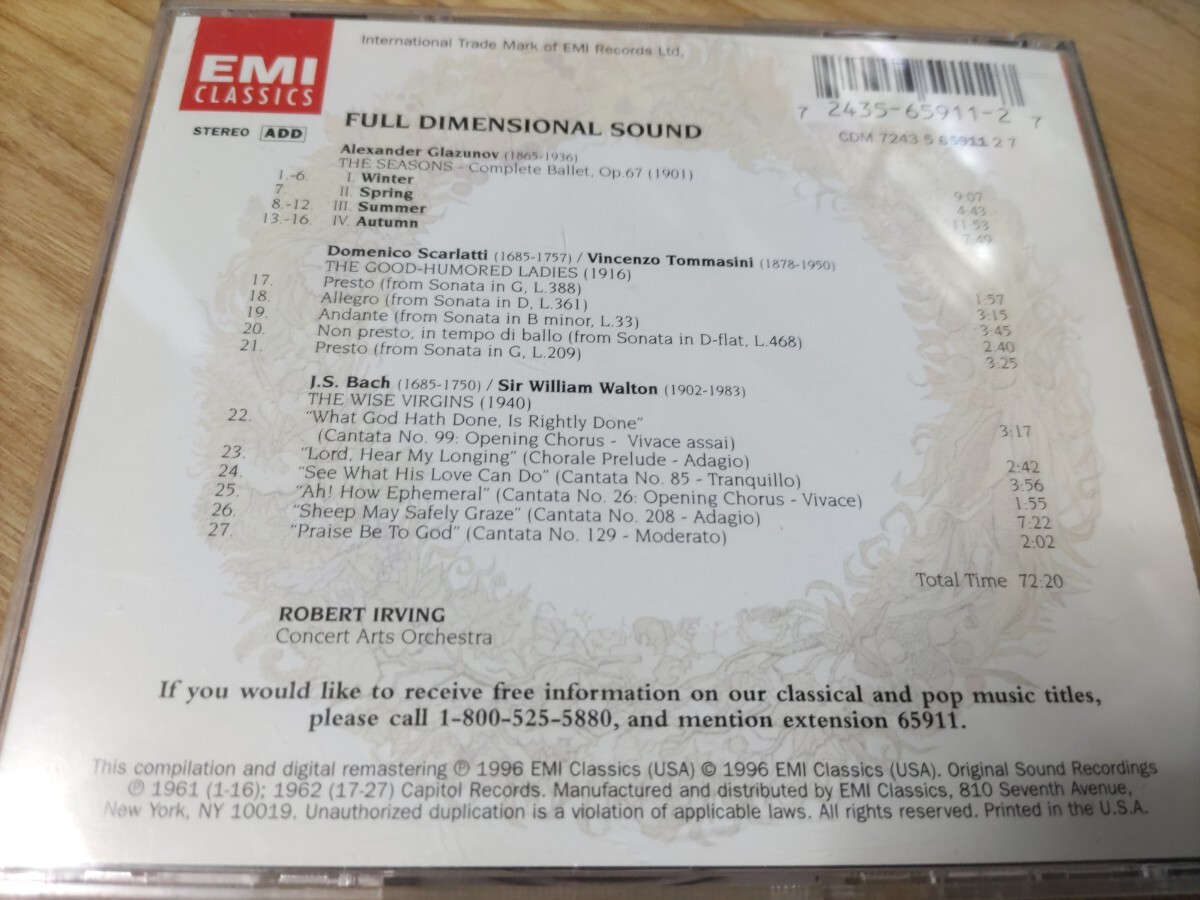 EMI
CLASSICS
International Trade Mark of EMI Records Ltd.
7 2435-65911-2 7
CDM 7243 5 65911 2 7
STEREO ADD
FULL DIMENSIONAL SOUND
Alexander Glazunov (1865-1936)
THE SEASONS - Complete Ballet, Op.67 (1901)
1.-6. I. Winter 9:07
7. II. Spring 4:43
8.-12. III. Summer 11:53
13.-16. IV. Autumn 7:49
Domenico Scarlatti (1685-1757) / Vincenzo Tommasini (1878-1950)
THE GOOD-HUMORED LADIES (1916)
17. Presto (from Sonata in G, L.388) 1:57
18. Allegro (from Sonata in D, L.361) 3:15
19. Andante (from Sonata in B minor, L.33) 3:45
20. Non presto, in tempo di ballo (from Sonata in D-flat, L.468) 2:40
21. Presto (from Sonata in G, L.209) 3:25
J.S. Bach (1685-1750) / Sir William Walton (1902-1983)
THE WISE VIRGINS (1940)
22. "What God Hath Done, Is Rightly Done"
(Cantata No. 99: Opening Chorus - Vivace assai) 3:17
23. "Lord, Hear My Longing" (Chorale Prelude - Adagio) 2:42
24. "See What His Love Can Do" (Cantata No. 85 - Tranquillo) 3:56
25. "Ah! How Ephemeral" (Cantata No. 26: Opening Chorus - Vivace) 1:55
26. "Sheep May Safely Graze" (Cantata No. 208 - Adagio) 7:22
27. "Praise Be To God" (Cantata No. 129 - Moderato) 2:02
Total Time 72:20
ROBERT IRVING
Concert Arts Orchestra
If you would like to receive free information on our classical and pop music titles,
please call 1-800-525-5880, and mention extension 65911.
This compilation and digital remastering ℗ 1996 EMI Classics (USA) © 1996 EMI Classics (USA). Original Sound Recordings
℗ 1961 (1-16); 1962 (17-27) Capitol Records. Manufactured and distributed by EMI Classics, 810 Seventh Avenue,
New York, NY 10019. Unauthorized duplication is a violation of applicable laws. All rights reserved. Printed in the U.S.A.